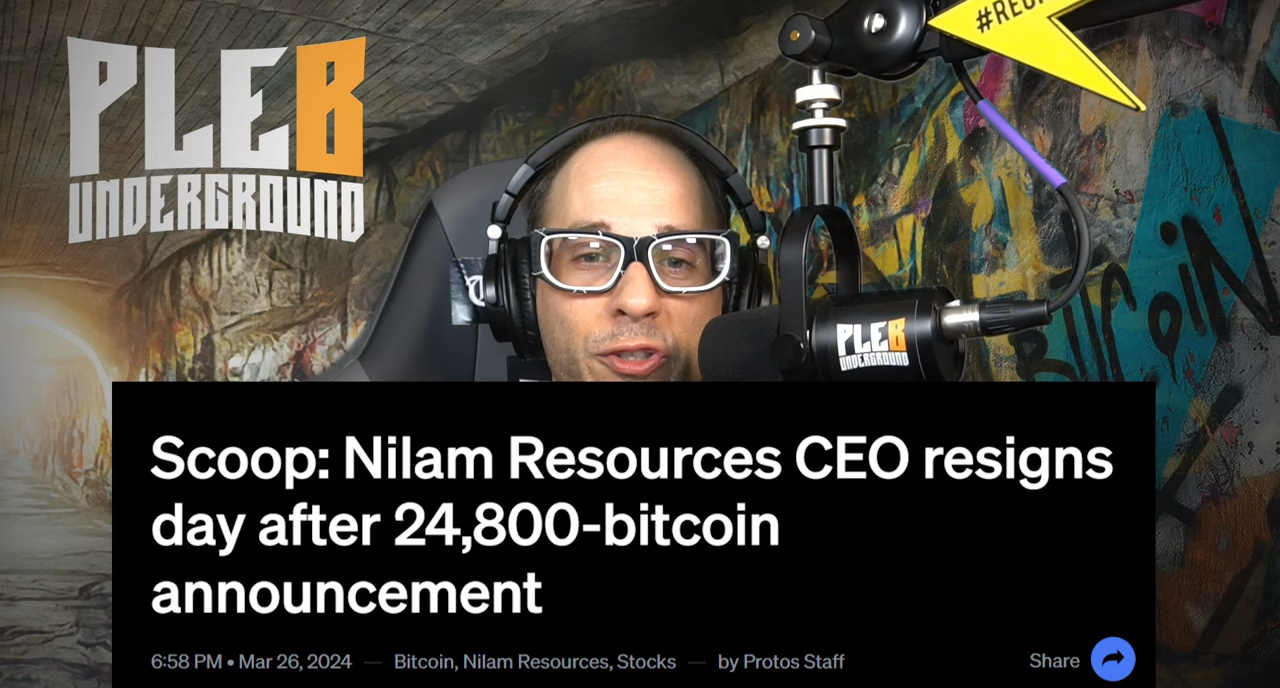 PLEB
UNDERGROUND
PLEB
UNDERGROUND
BITCOIN
Scoop: Nilam Resources CEO resigns
day after 24,800-bitcoin
announcement
6:58 PM • Mar 26, 2024 — Bitcoin, Nilam Resources, Stocks — by Protos Staff
Share